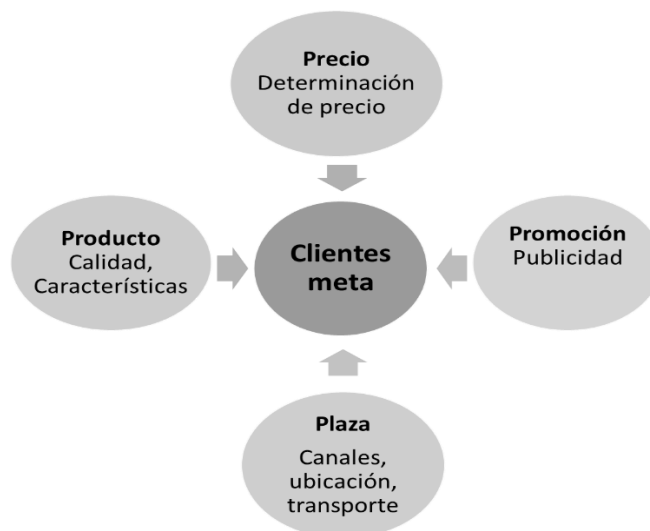 Precio
Determinación
de precio
Producto
Calidad,
Características
Clientes
meta
Promoción
Publicidad
Plaza
Canales,
ubicación,
transporte